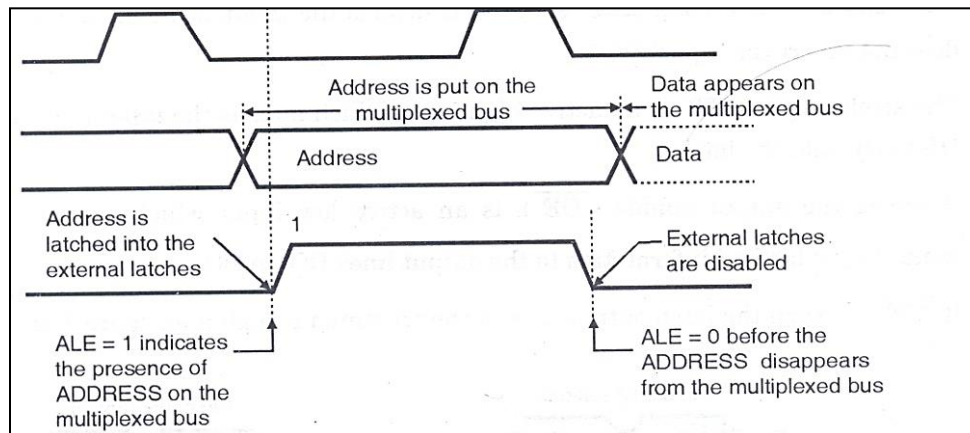 Address is put on the
multiplexed bus
Data appears on
the multiplexed bus
Address
Data
Address is
latched into the
external latches
1
External latches
are disabled
ALE = 1 indicates
the presence of
ADDRESS on the
multiplexed bus
ALE = 0 before the
ADDRESS disappears
from the multiplexed bus